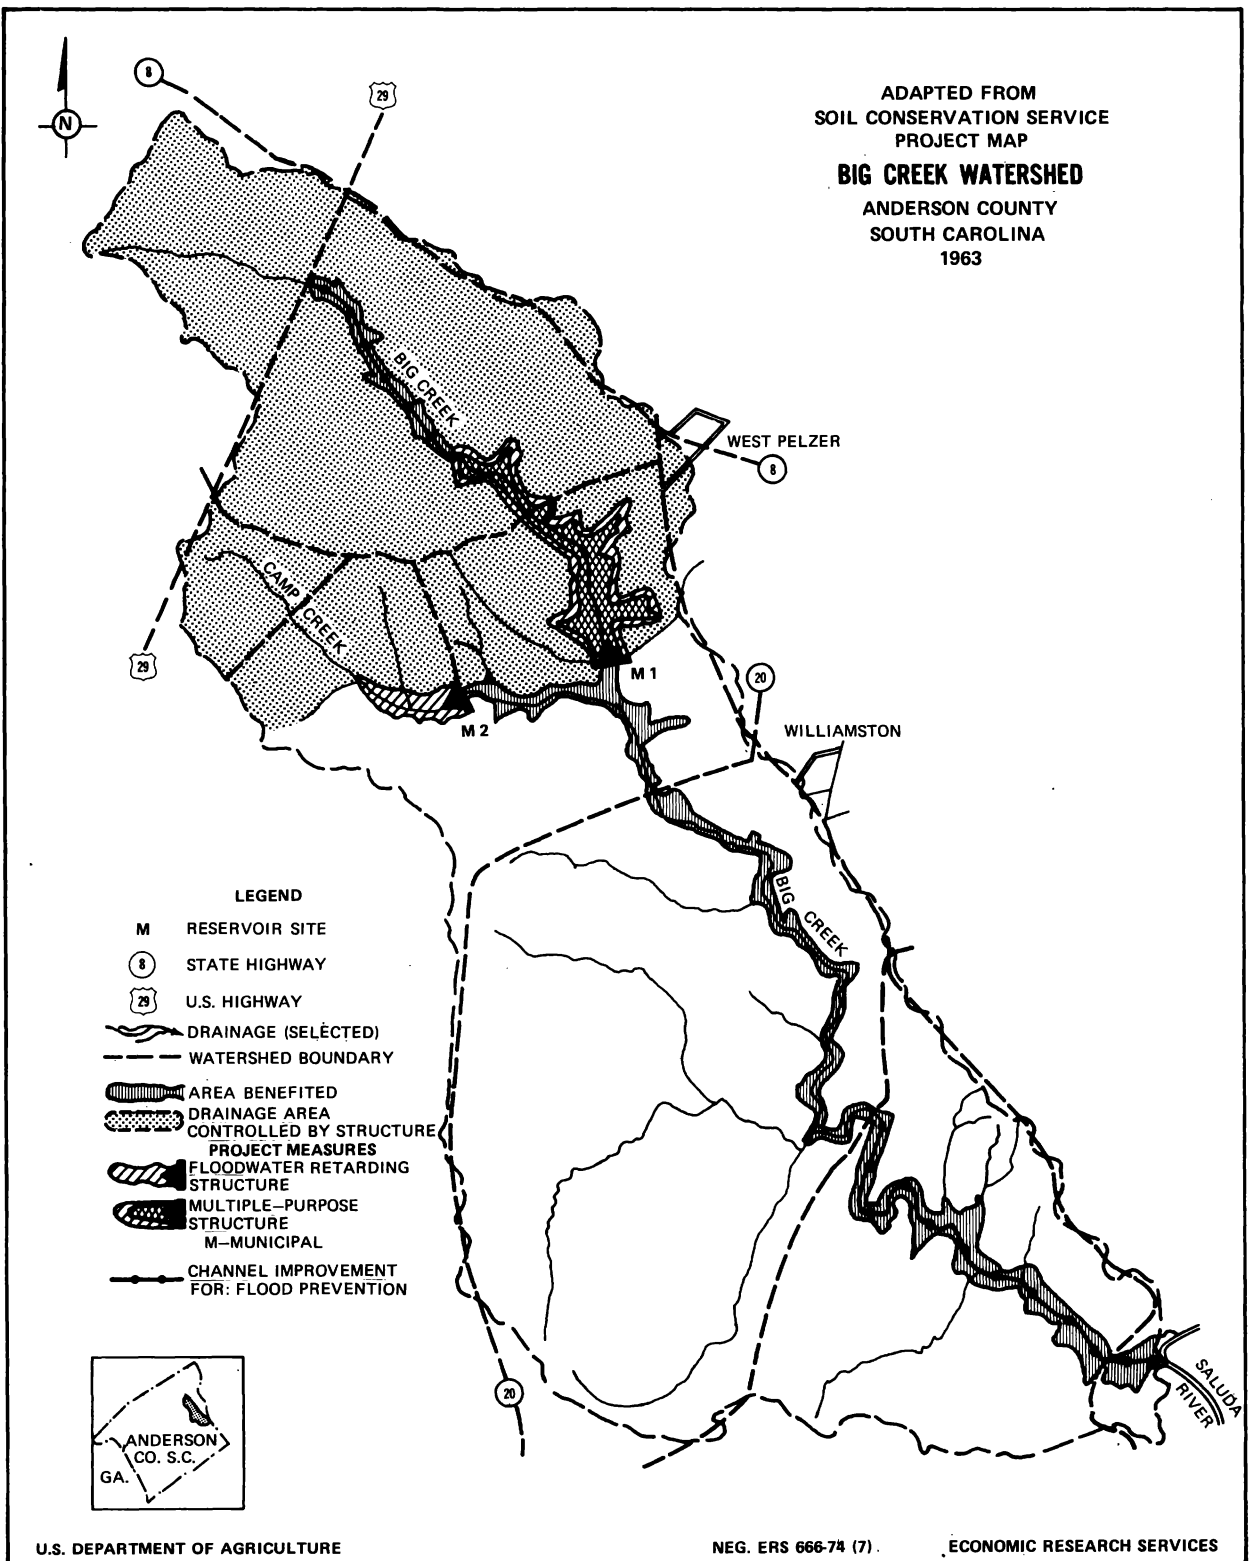 8
29
N
ADAPTED FROM
SOIL CONSERVATION SERVICE
PROJECT MAP
BIG CREEK WATERSHED
ANDERSON COUNTY
SOUTH CAROLINA
1963
BIG CREEK
WEST PELZER
8
CAMP CREEK
29
M 1
20
M 2
WILLIAMSTON
BIG CREEK
LEGEND
M RESERVOIR SITE
8 STATE HIGHWAY
29 U.S. HIGHWAY
DRAINAGE (SELECTED)
WATERSHED BOUNDARY
AREA BENEFITED
DRAINAGE AREA
CONTROLLED BY STRUCTURE
PROJECT MEASURES
FLOODWATER RETARDING
STRUCTURE
MULTIPLE–PURPOSE
STRUCTURE
M–MUNICIPAL
CHANNEL IMPROVEMENT
FOR: FLOOD PREVENTION
20
SALUDA
RIVER
ANDERSON
CO. S.C.
GA.
U.S. DEPARTMENT OF AGRICULTURE
NEG. ERS 666-74 (7)
ECONOMIC RESEARCH SERVICES